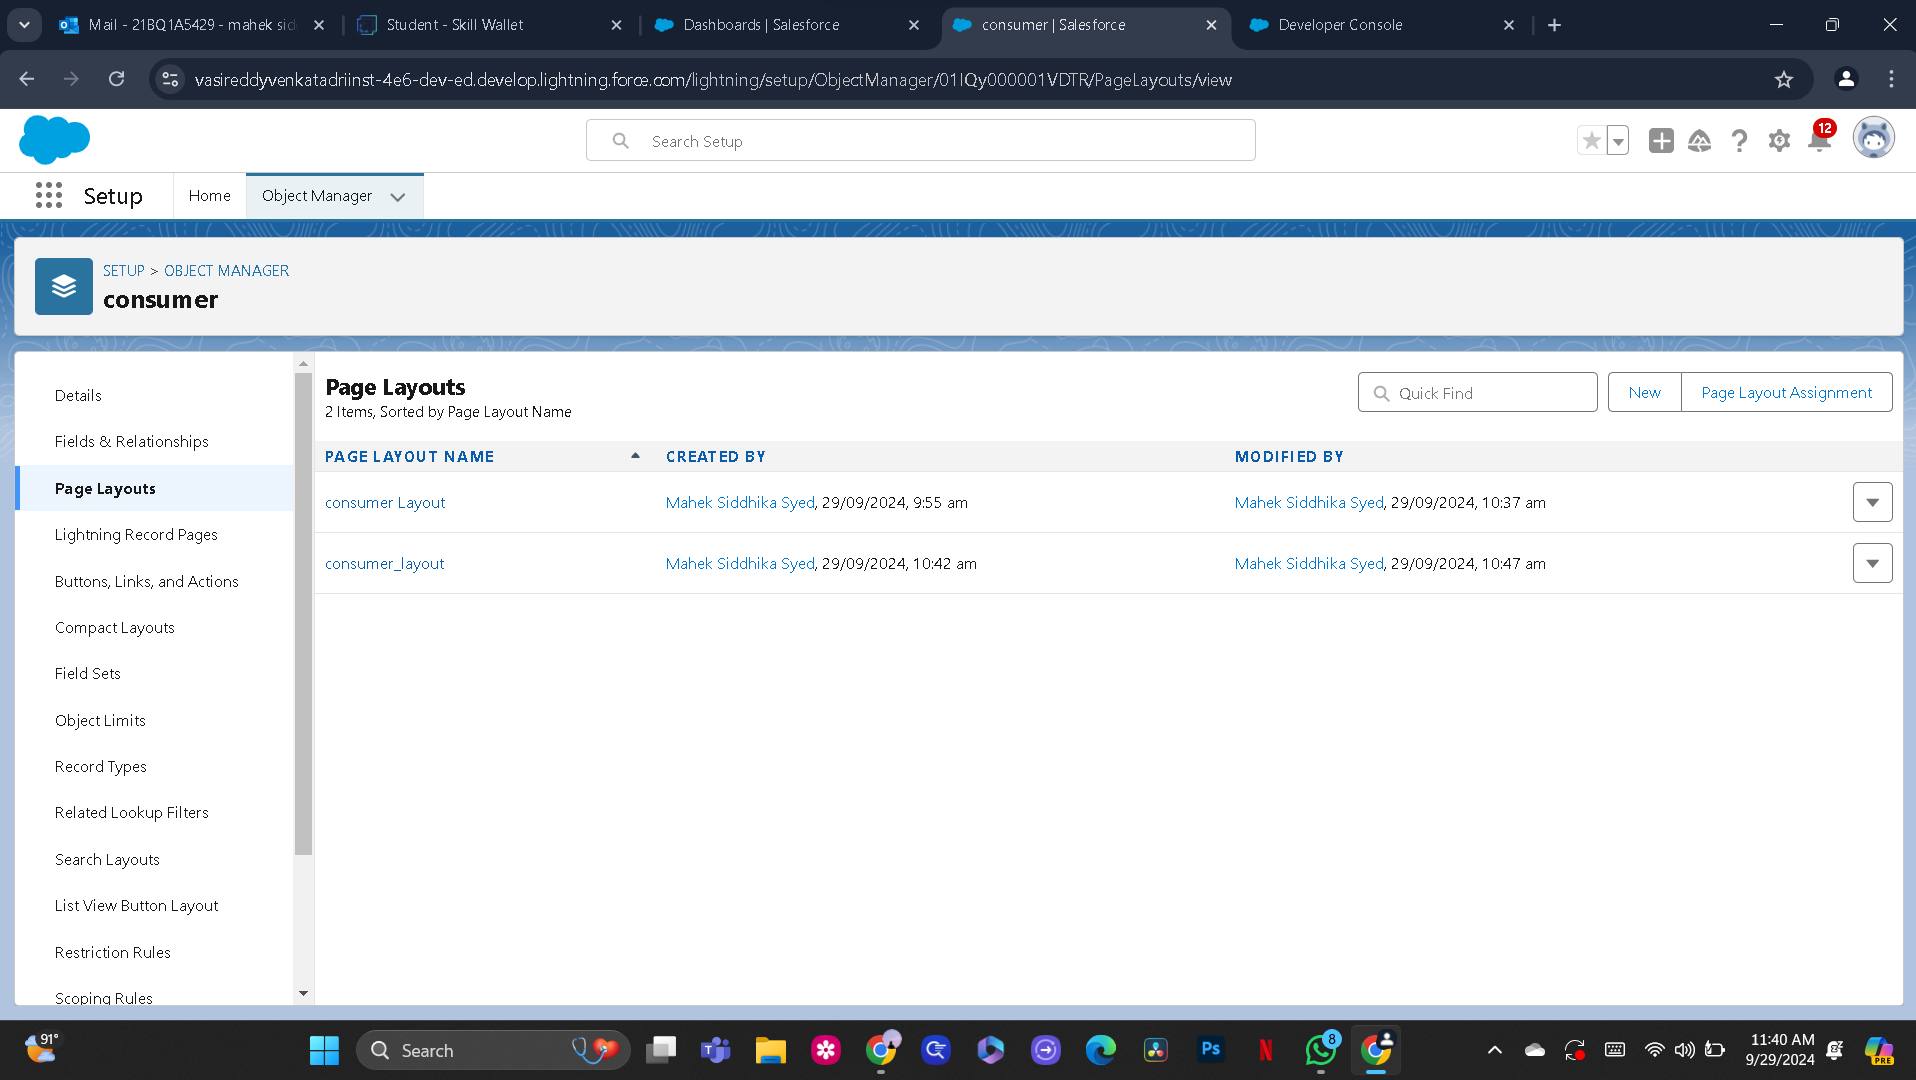 Mail - 21BQ1A5429 - mahek sid
Student - Skill Wallet
Dashboards | Salesforce
consumer | Salesforce
Developer Console
vasireddyvenkatadriinst-4e6-dev-ed.develop.lightning.force.com/lightning/setup/ObjectManager/01IQy000001VDTR/PageLayouts/view
Search Setup
12
Setup
Home
Object Manager
SETUP > OBJECT MANAGER
consumer
Details
Fields & Relationships
Page Layouts
Lightning Record Pages
Buttons, Links, and Actions
Compact Layouts
Field Sets
Object Limits
Record Types
Related Lookup Filters
Search Layouts
List View Button Layout
Restriction Rules
Scoping Rules
Page Layouts
2 Items, Sorted by Page Layout Name
Quick Find
New
Page Layout Assignment
PAGE LAYOUT NAME CREATED BY MODIFIED BY
consumer Layout Mahek Siddhika Syed, 29/09/2024, 9:55 am Mahek Siddhika Syed, 29/09/2024, 10:37 am
consumer_layout Mahek Siddhika Syed, 29/09/2024, 10:42 am Mahek Siddhika Syed, 29/09/2024, 10:47 am
91°
Search
Ps
N
8
11:40 AM
9/29/2024
PRE